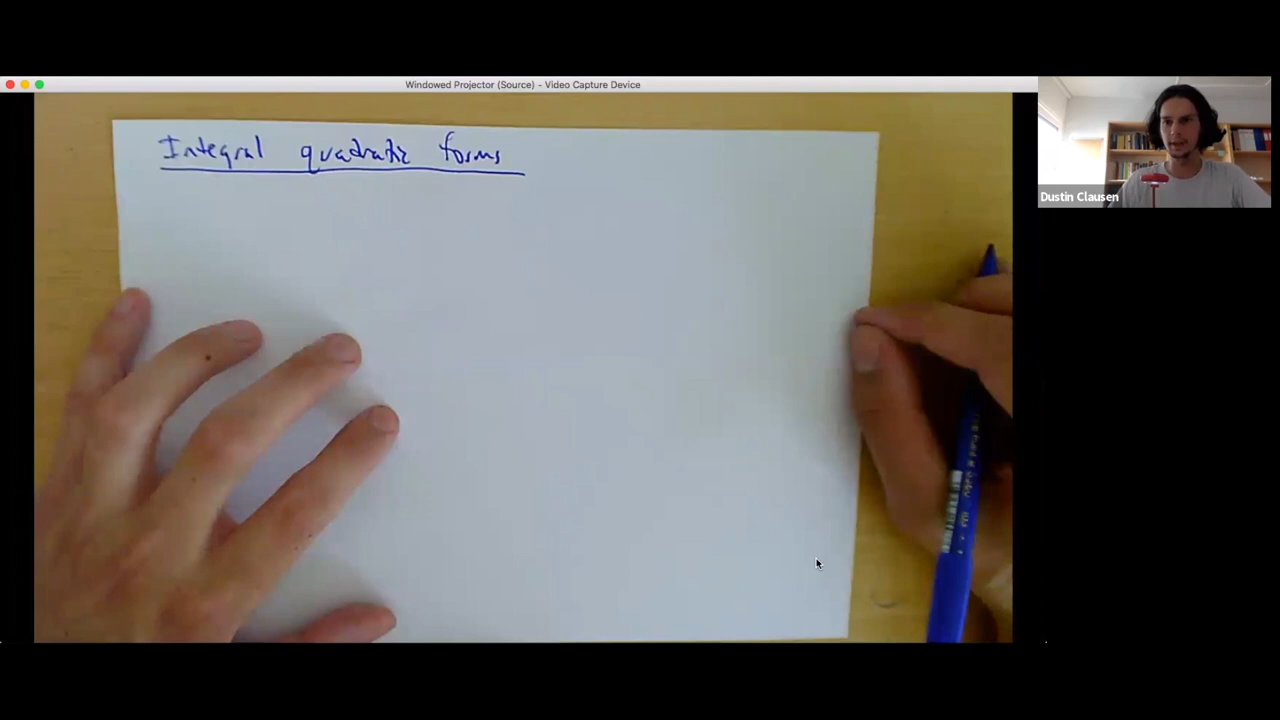 Windowed Projector (Source) - Video Capture Device
Integral quadratic forms
Dustin Clausen